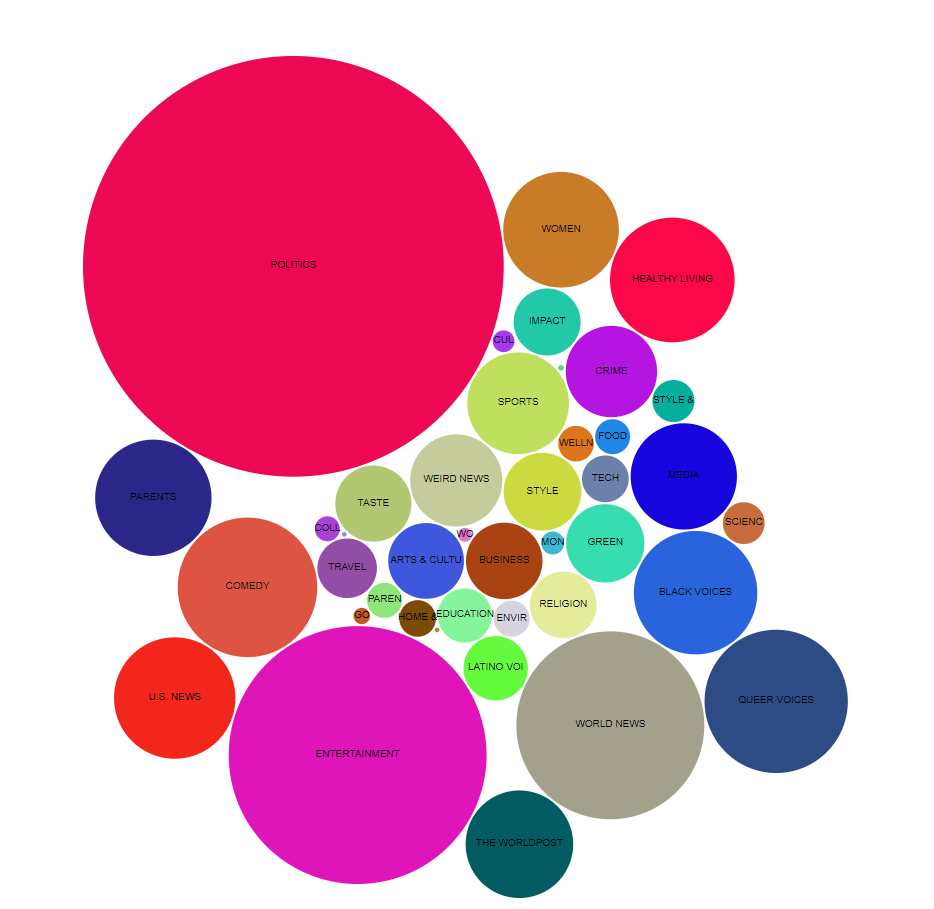 WOMEN
POLITICS
HEALTHY LIVING
IMPACT
CUL
CRIME
STYLE &
SPORTS
FOOD
WELLN
MEDIA
WEIRD NEWS
TECH
STYLE
PARENTS
TASTE
SCIENC
COLL
WO
MON
GREEN
ARTS & CULTU
BUSINESS
TRAVEL
COMEDY
BLACK VOICES
PAREN
RELIGION
GO
HOME &
EDUCATION
ENVIR
LATINO VOI
U.S. NEWS
QUEER VOICES
WORLD NEWS
ENTERTAINMENT
THE WORLDPOST